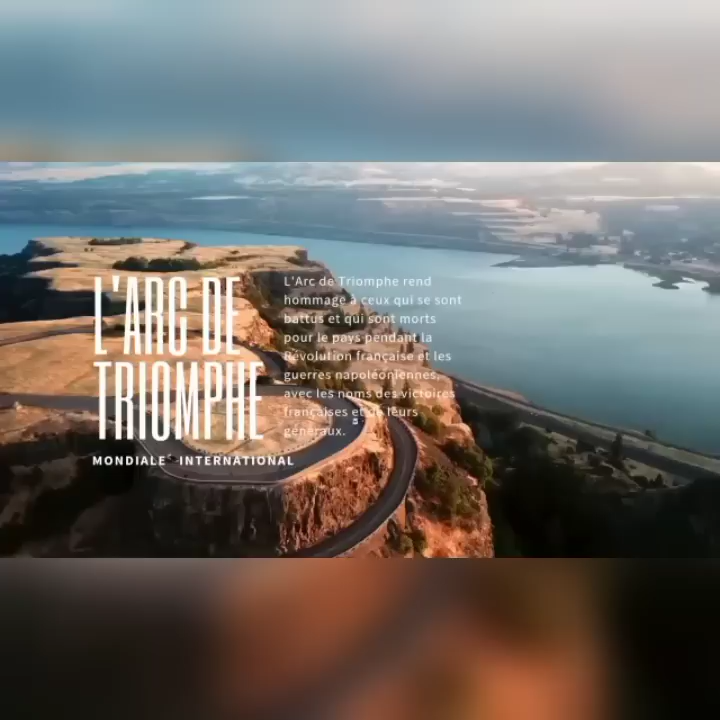 L'ARC DE
TRIOMPHE
MONDIALE INTERNATIONAL
L'Arc de Triomphe rend
hommage à ceux qui se sont
battus et qui sont morts
pour le pays pendant la
Révolution française et les
guerres napoléoniennes,
avec les noms des victoires
françaises et de leurs
généraux.